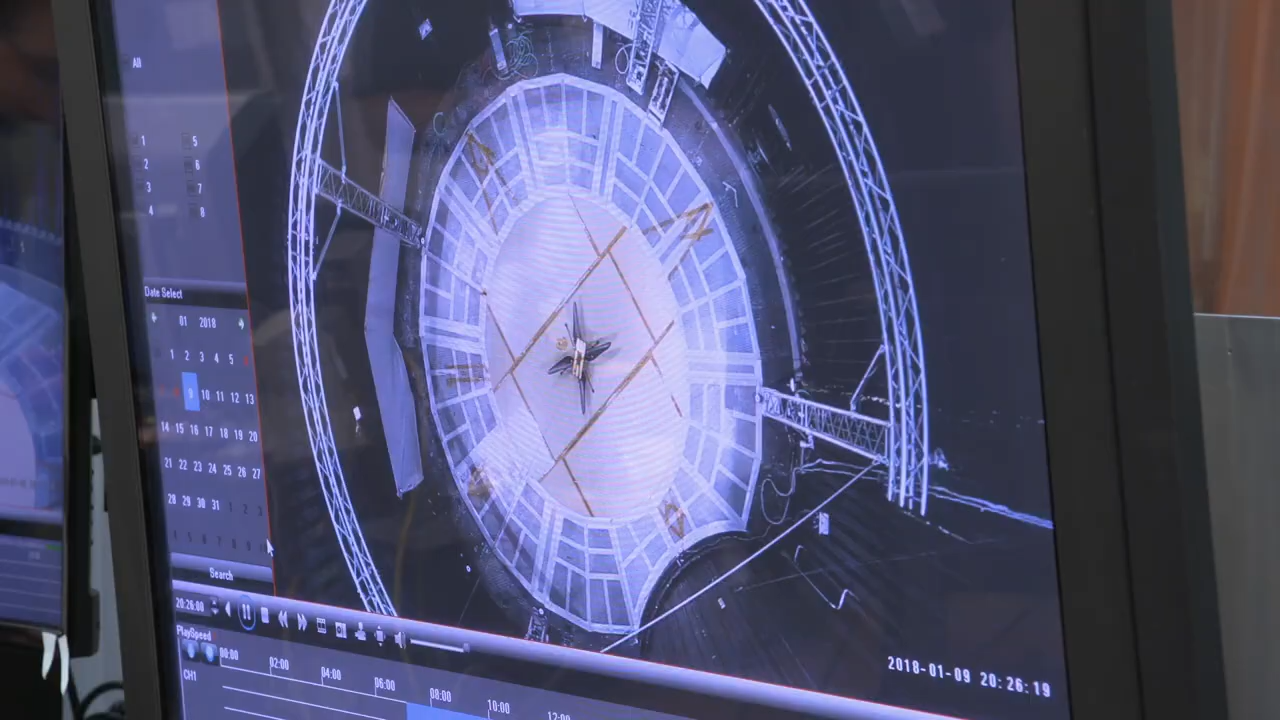 All
1 5
2 6
3 7
4 8
Date Select
01 2018
1 2 3 4 5
9 10 11 12 13
14 15 16 17 18 19 20
21 22 23 24 25 26 27
28 29 30 31 1 2 3
Search
20:26:00
PlaySpeed
00:00 02:00 04:00 06:00 08:00 10:00 12:00
CH1
2018-01-09 20:26:19